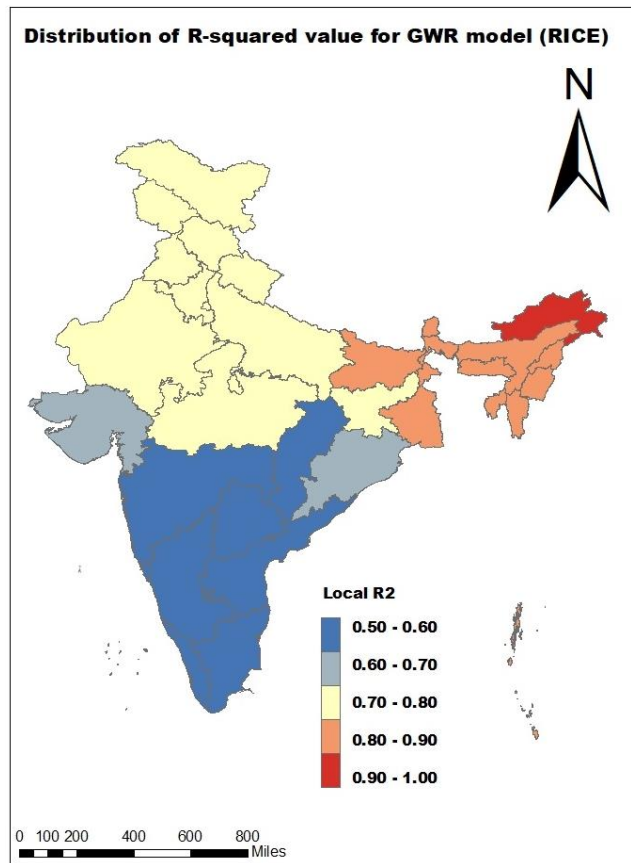 Distribution of R-squared value for GWR model (RICE)
N
Local R2
0.50 - 0.60
0.60 - 0.70
0.70 - 0.80
0.80 - 0.90
0.90 - 1.00
0 100 200 400 600 800
Miles